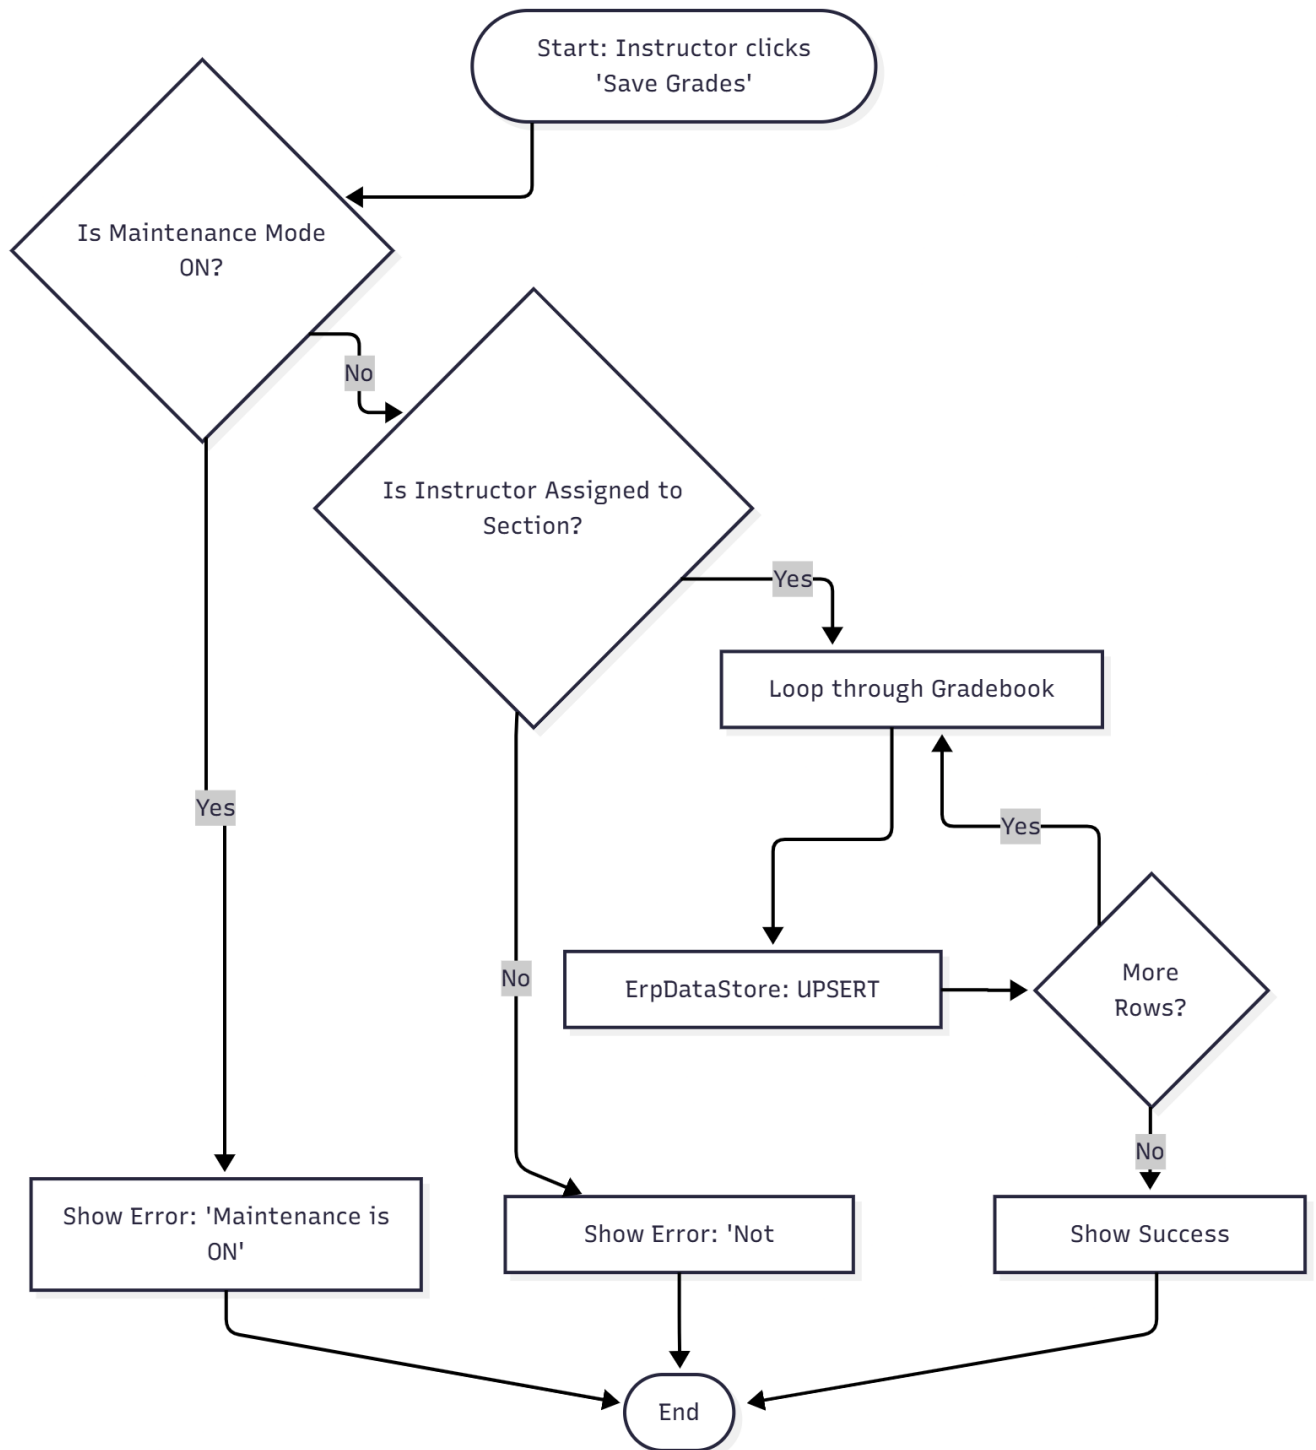 Start: Instructor clicks
'Save Grades'
Is Maintenance Mode
ON?
No
Is Instructor Assigned to
Section?
Yes
Loop through Gradebook
Yes
Yes
More
Rows?
No
ErpDataStore: UPSERT
No
Show Error: 'Maintenance is
ON'
Show Error: 'Not
Show Success
End